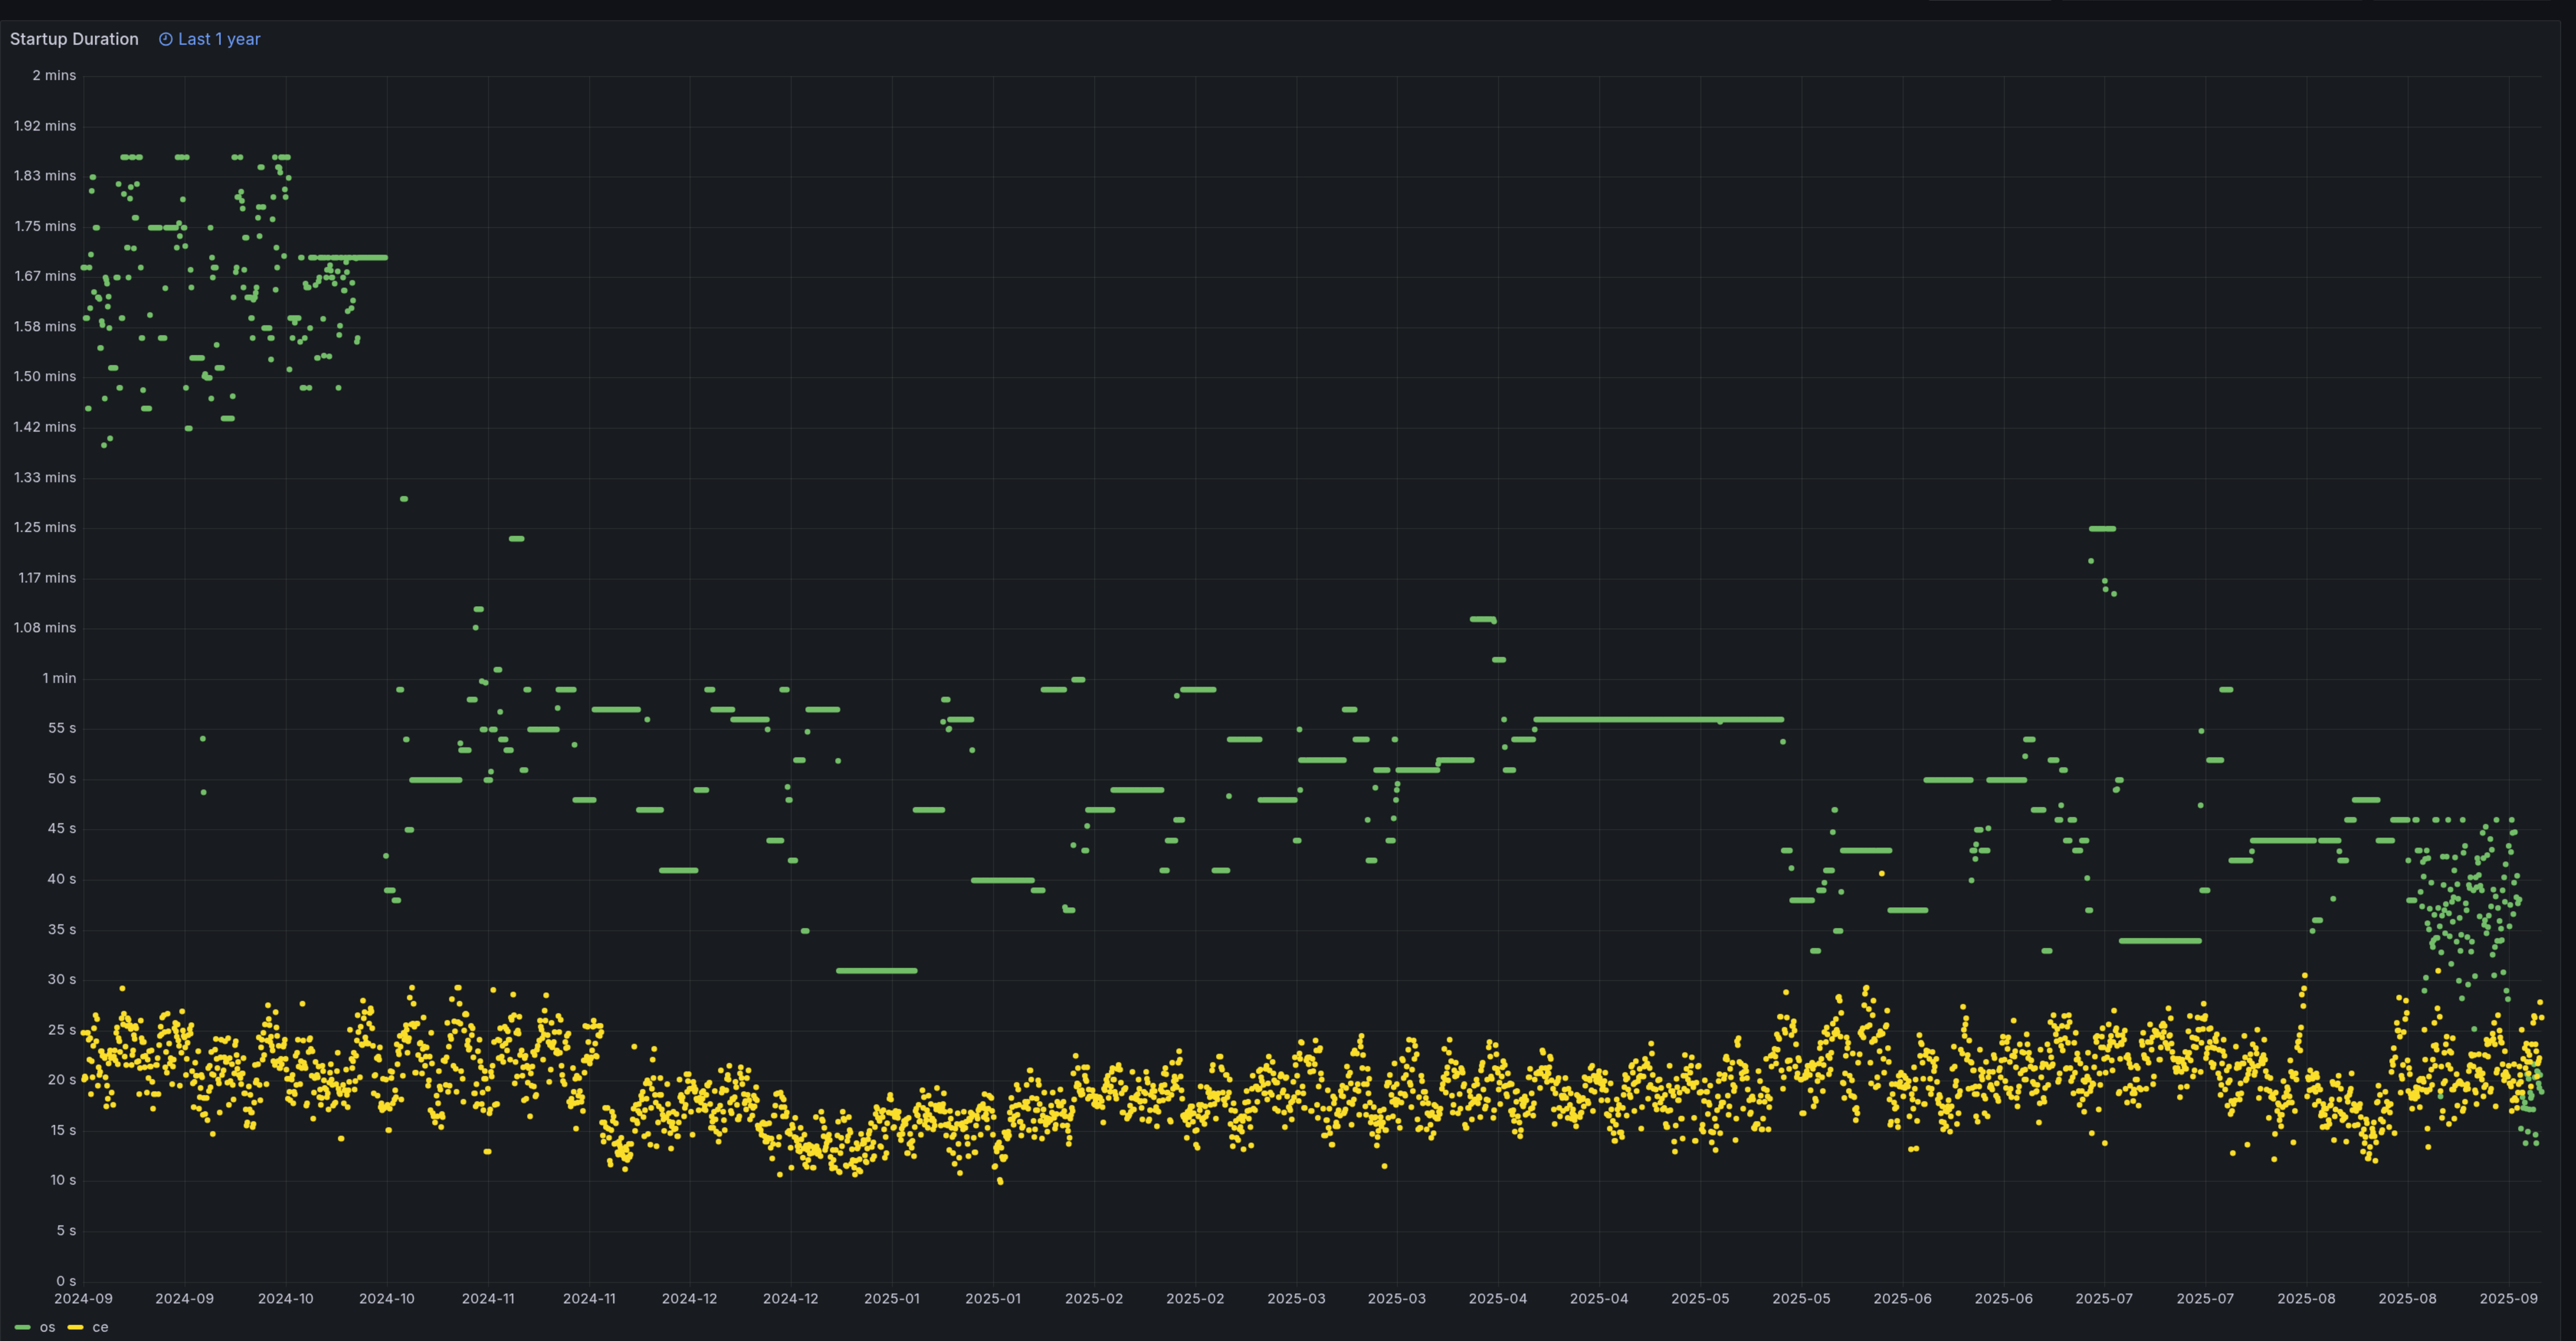 Startup Duration Last 1 year
2 mins
1.92 mins
1.83 mins
1.75 mins
1.67 mins
1.58 mins
1.50 mins
1.42 mins
1.33 mins
1.25 mins
1.17 mins
1.08 mins
1 min
55 s
50 s
45 s
40 s
35 s
30 s
25 s
20 s
15 s
10 s
5 s
0 s
2024-09 2024-09 2024-10 2024-10 2024-11 2024-11 2024-12 2024-12 2025-01 2025-01 2025-02 2025-02 2025-03 2025-03 2025-04 2025-04 2025-05 2025-05 2025-06 2025-06 2025-07 2025-07 2025-08 2025-08 2025-09
os ce